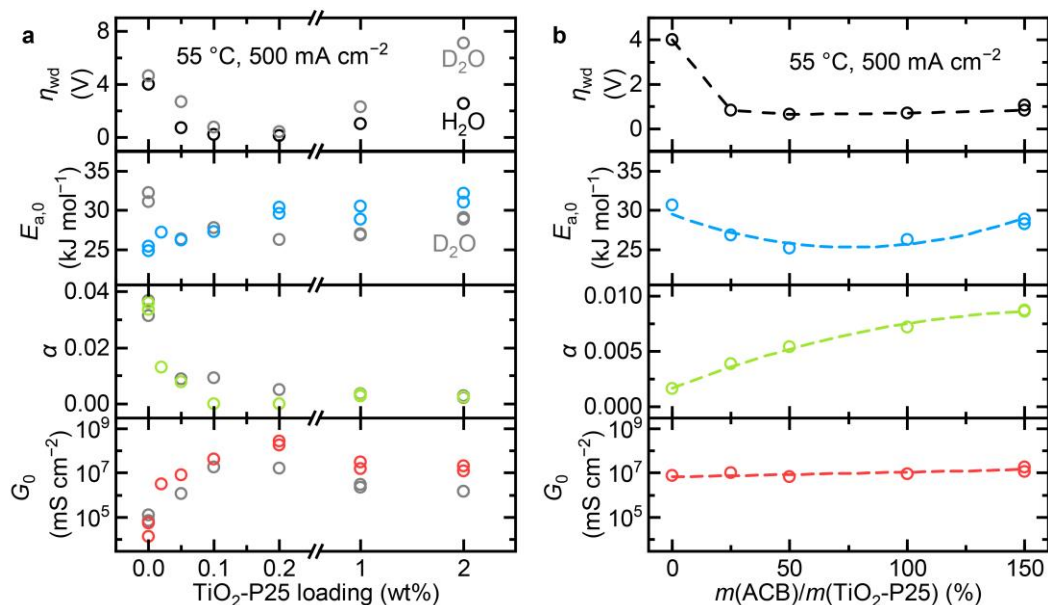 a
55 °C, 500 mA cm⁻²
D₂O
H₂O
η_wd (V)
8
4
0
E_a,0 (kJ mol⁻¹)
35
30
25
D₂O
α
0.04
0.02
0.00
G₀ (mS cm⁻²)
10⁹
10⁷
10⁵
0.0 0.1 0.2 1 2
TiO₂-P25 loading (wt%)
b
55 °C, 500 mA cm⁻²
η_wd (V)
4
2
0
E_a,0 (kJ mol⁻¹)
35
30
25
α
0.010
0.005
0.000
G₀ (mS cm⁻²)
10⁹
10⁷
10⁵
0 50 100 150
m(ACB)/m(TiO₂-P25) (%)